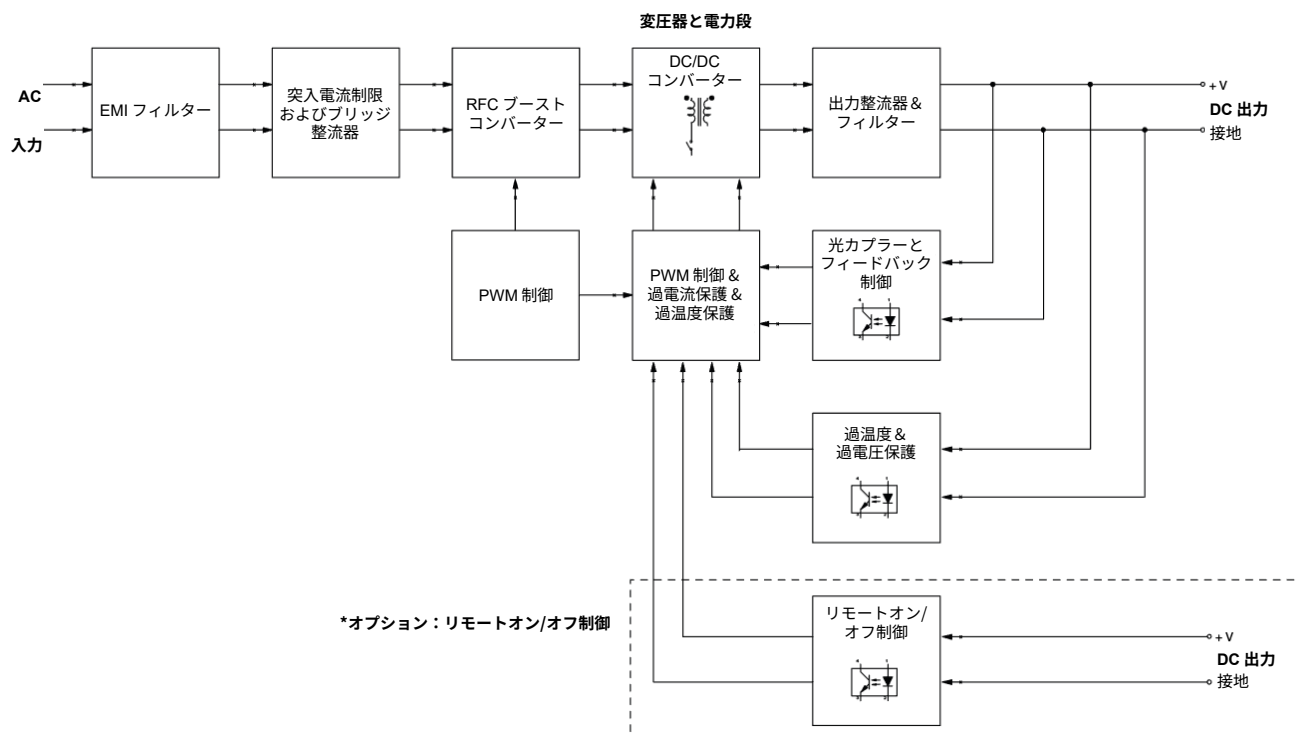 変圧器と電力段
AC
入力
EMI フィルター
突入電流制限
およびブリッジ
整流器
RFC ブースト
コンバーター
DC/DC
コンバーター
出力整流器＆
フィルター
+V
DC 出力
接地
PWM 制御
PWM 制御＆
過電流保護＆
過温度保護
光カプラーと
フィードバック
制御
過温度＆
過電圧保護
*オプション：リモートオン/オフ制御
リモートオン/
オフ制御
+V
DC 出力
接地